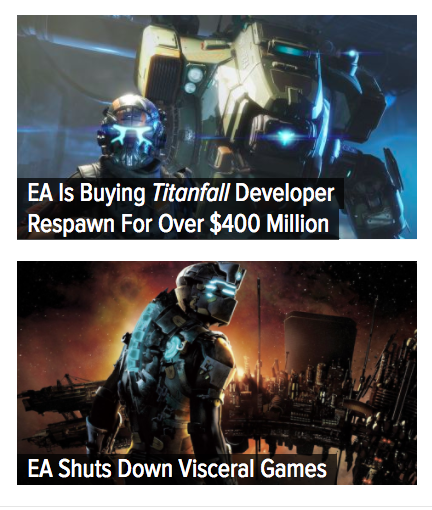 EA Is Buying Titanfall Developer
Respawn For Over $400 Million
EA Shuts Down Visceral Games